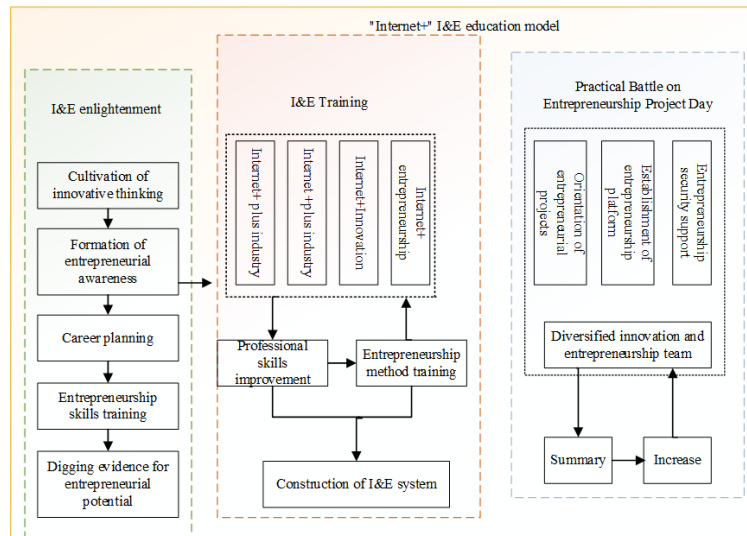 "Internet+" I&E education model
I&E enlightenment
Cultivation of
innovative thinking
Formation of
entrepreneurial
awareness
Career planning
Entrepreneurship
skills training
Digging evidence for
entrepreneurial
potential
I&E Training
Internet+ plus industry
Internet +plus industry
Internet+Innovation
Internet+
entrepreneurship
Professional
skills
improvement
Entrepreneurship
method training
Construction of I&E system
Practical Battle on
Entrepreneurship Project Day
Orientation of
entrepreneurial
projects
Establishment of
entrepreneurship
platform
Entrepreneurship
security support
Diversified innovation and
entrepreneurship team
Summary
Increase